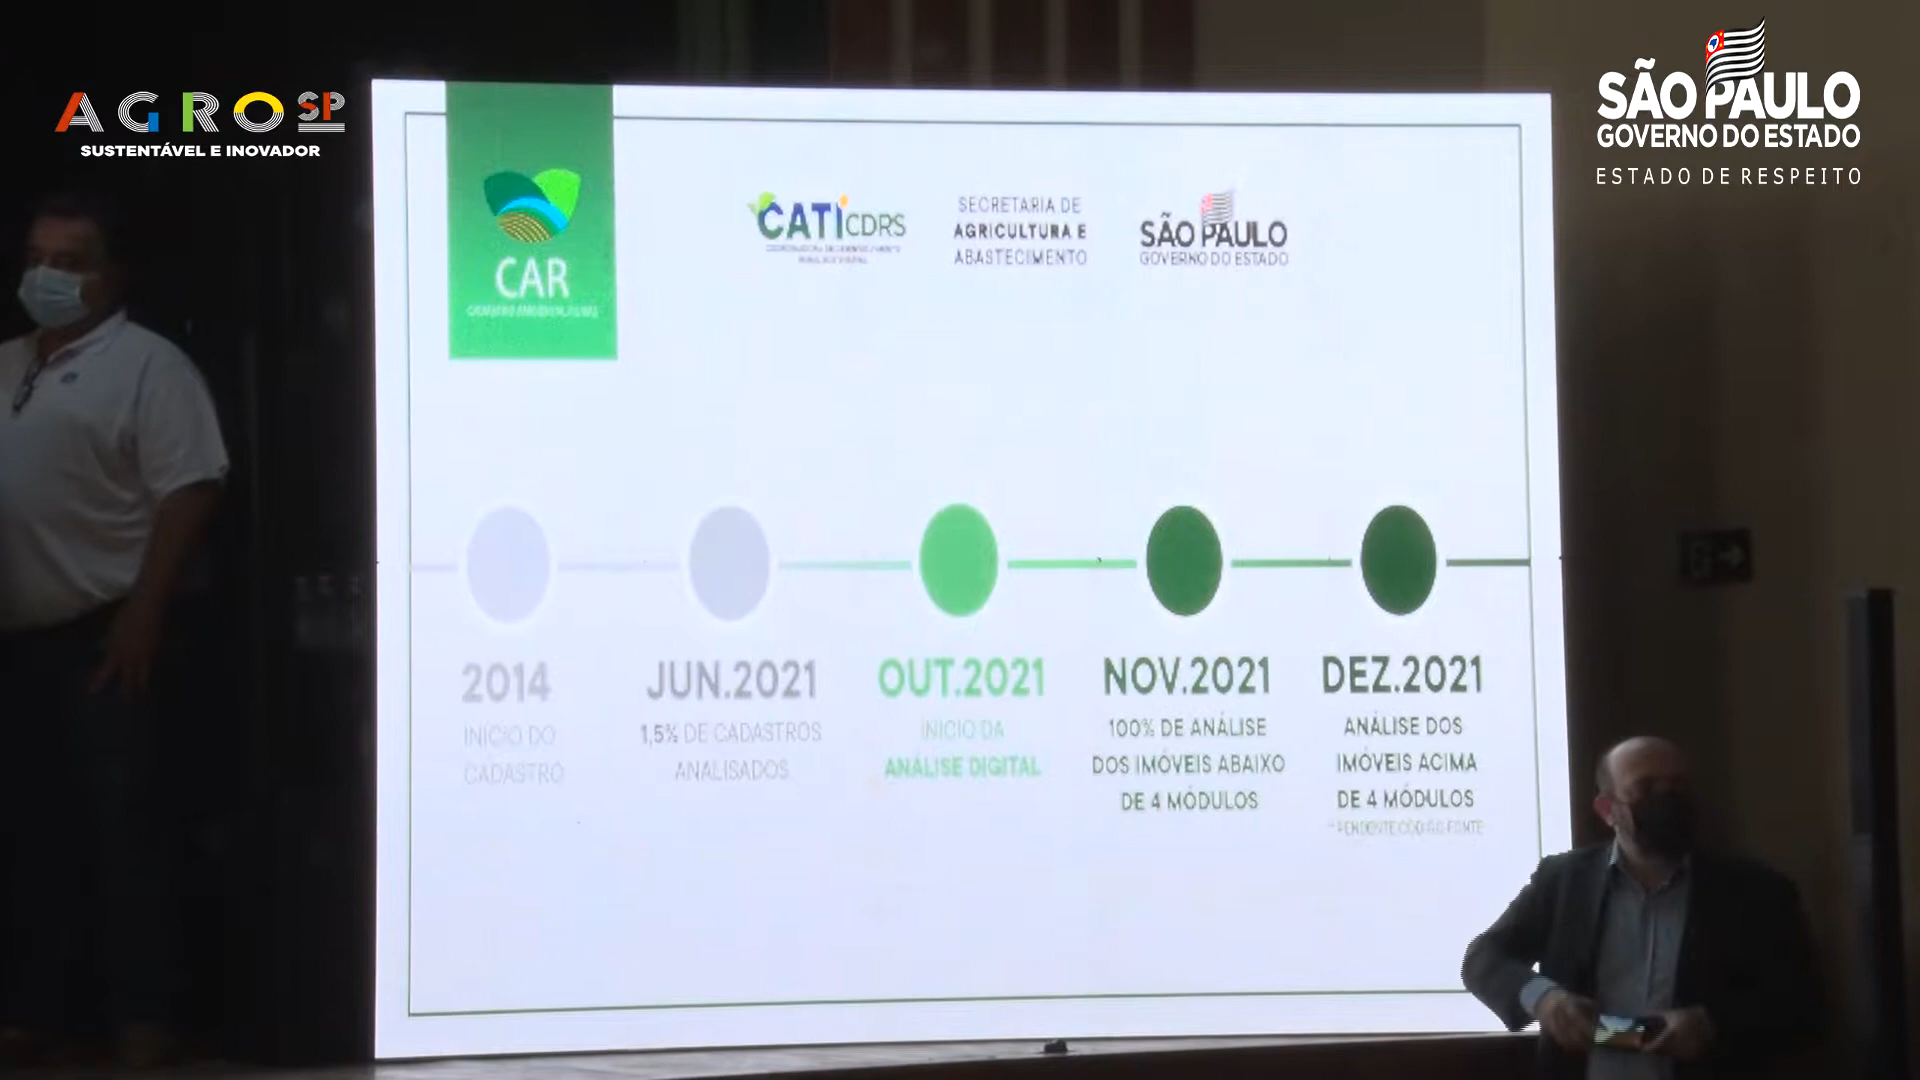 AGRO SP
SUSTENTÁVEL E INOVADOR
SÃO PAULO
GOVERNO DO ESTADO
ESTADO DE RESPEITO
CAR
CATI CDRS
SECRETARIA DE
AGRICULTURA E
ABASTECIMENTO
SÃO PAULO
GOVERNO DO ESTADO
2014
INÍCIO DO
CADASTRO
JUN.2021
1,5% DE CADASTROS
ANALISADOS
OUT.2021
INÍCIO DA
ANÁLISE DIGITAL
NOV.2021
100% DE ANÁLISE
DOS IMÓVEIS ABAIXO
DE 4 MÓDULOS
DEZ.2021
ANÁLISE DOS
IMÓVEIS ACIMA
DE 4 MÓDULOS